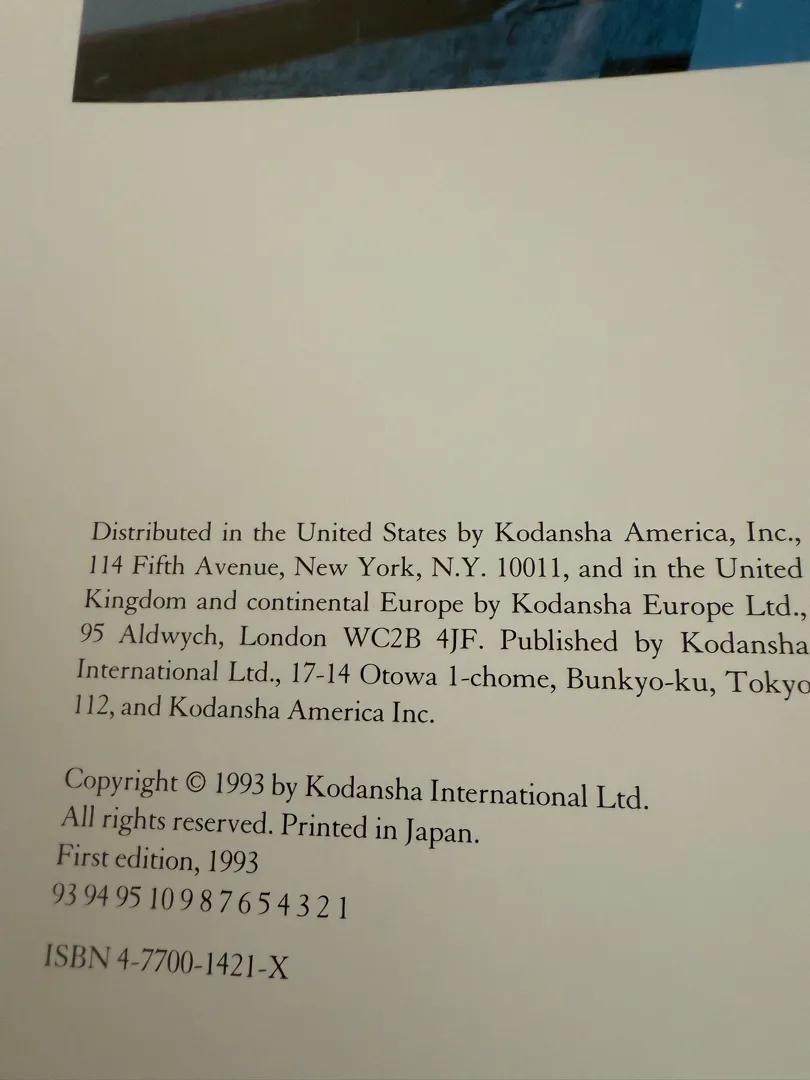 Distributed in the United States by Kodansha America, Inc.,
114 Fifth Avenue, New York, N.Y. 10011, and in the United
Kingdom and continental Europe by Kodansha Europe Ltd.,
95 Aldwych, London WC2B 4JF. Published by Kodansha
International Ltd., 17-14 Otowa 1-chome, Bunkyo-ku, Tokyo
112, and Kodansha America Inc.
Copyright © 1993 by Kodansha International Ltd.
All rights reserved. Printed in Japan.
First edition, 1993
93 94 95 10 9 8 7 6 5 4 3 2 1
ISBN 4-7700-1421-X